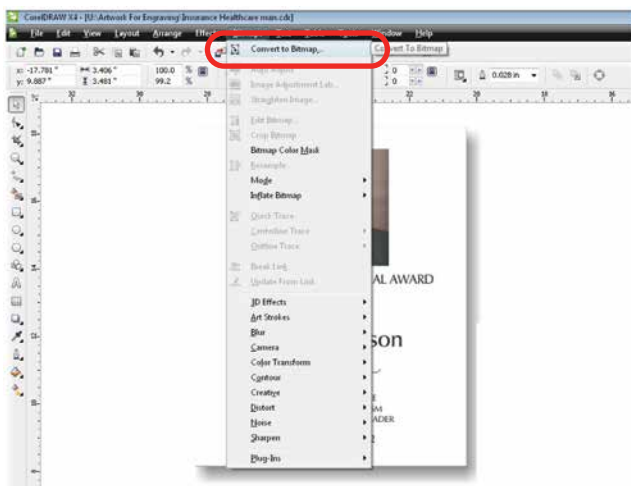 CorelDRAW X4 - [U:\Artwork For Engraving\Insurance Healthcare man.cdr]
File Edit View Layout Arrange Effects Window Help
Convert to Bitmap...
Convert To Bitmap
x: -17.781 " 3.406 " 100.0 %
y: 9.887 " 3.481 " 99.2 %
0
0
0.028 in
Image Adjustment Lab...
Straighten Image...
Edit Bitmap...
Crop Bitmap
Bitmap Color Mask
Resample...
Mode
Inflate Bitmap
Quick Trace
Centerline Trace
Outline Trace
Break Link
Update From Link
AL AWARD
3D Effects
Art Strokes
Blur
son
Camera
Color Transform
Contour
Creative
Distort
Noise
ADER
Sharpen
Plug-Ins